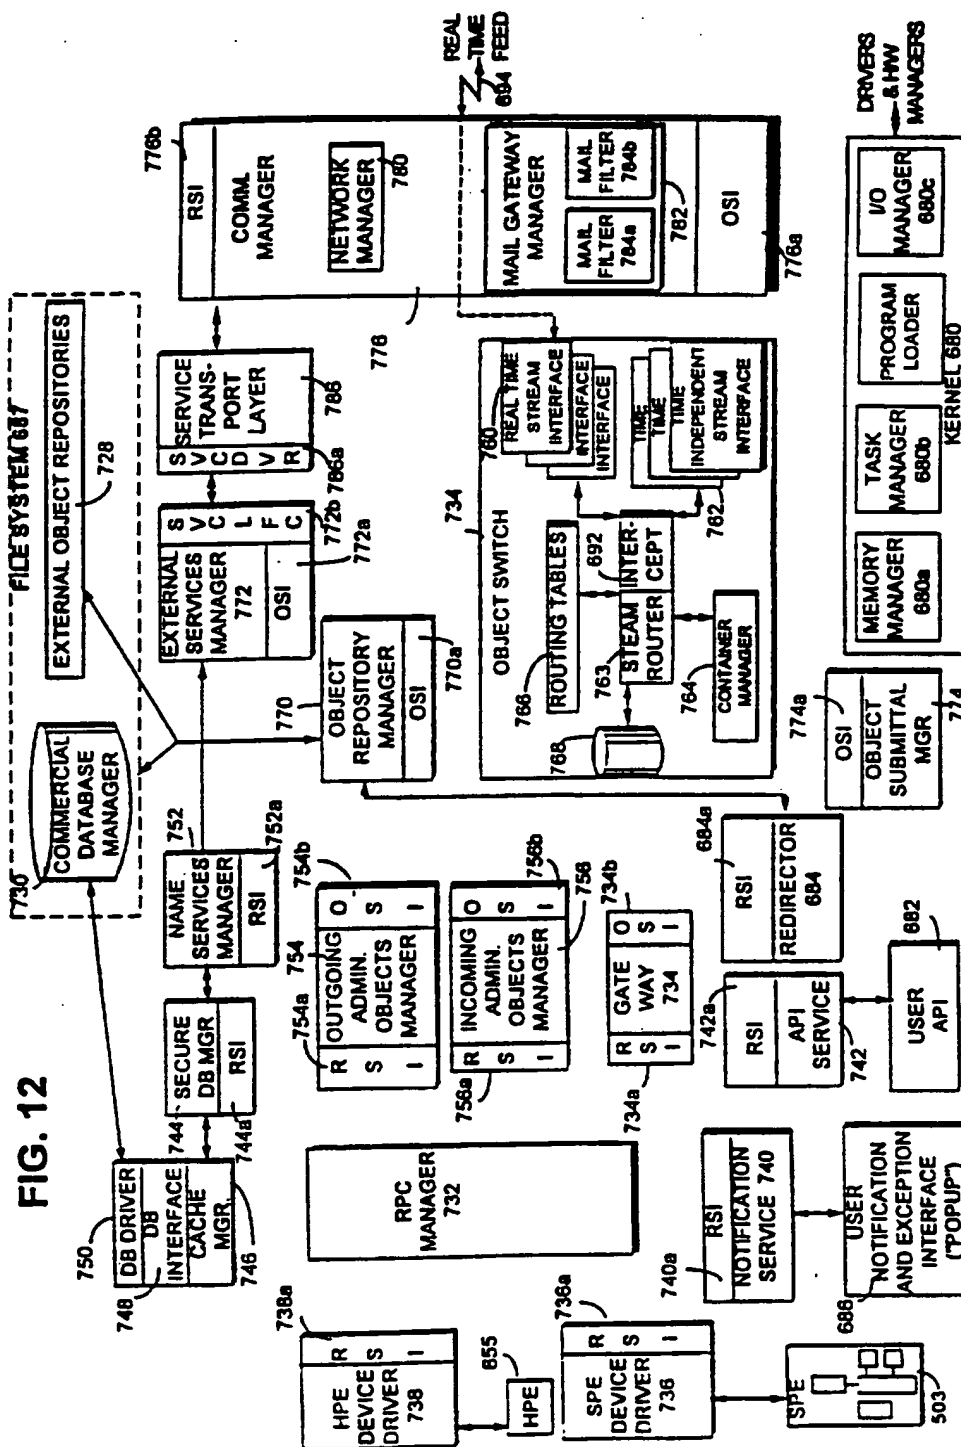 FIG. 12
FILE SYSTEM 687
EXTERNAL OBJECT REPOSITORIES
728
COMMERCIAL
DATABASE
MANAGER
730
750
DB DRIVER
DB
INTERFACE
748
CACHE
MGR.
746
744
SECURE
DB MGR
RSI
744a
752
NAME
SERVICES
MANAGER
RSI
752a
EXTERNAL
SERVICES
MANAGER
772
OSI
772a
S
V
C
L
F
C
772b
S
V
C
D
V
R
786a
SERVICE
TRANS-
PORT
LAYER
786
776b
RSI
COMM.
MANAGER
NETWORK
MANAGER
780
778
MAIL GATEWAY
MANAGER
MAIL
FILTER
784a
MAIL
FILTER
784b
782
OSI
776a
REAL
TIME
FEED
694
738a
HPE
DEVICE
DRIVER
738
R
S
I
655
HPE
736a
SPE
DEVICE
DRIVER
736
R
S
I
SPE
503
RPC
MANAGER
732
754a
R
S
I
754
OUTGOING
ADMIN.
OBJECTS
MANAGER
O
S
I
754b
756a
R
S
I
INCOMING
ADMIN.
OBJECTS
MANAGER
756
O
S
I
756b
734a
R
S
I
GATE
WAY
734
O
S
I
734b
770
OBJECT
REPOSITORY
MANAGER
OSI
770a
734
OBJECT SWITCH
766
ROUTING TABLES
768
763
STEAM
ROUTER
692
INTER-
CEPT
764
CONTAINER
MANAGER
760
REAL TIME
STREAM
INTERFACE
INTERFACE
INTERFACE
TIME
TIME
TIME
INDEPENDENT
STREAM
INTERFACE
762
740a
RSI
NOTIFICATION
SERVICE 740
686
USER
NOTIFICATION
AND EXCEPTION
INTERFACE
("POPUP")
742a
RSI
API
SERVICE
742
682
USER
API
684a
RSI
REDIRECTOR
684
774a
OSI
OBJECT
SUBMITTAL
MGR
774
MEMORY
MANAGER
680a
TASK
MANAGER
680b
PROGRAM
LOADER
I/O
MANAGER
680c
KERNEL 680
DRIVERS
& H/W
MANAGERS